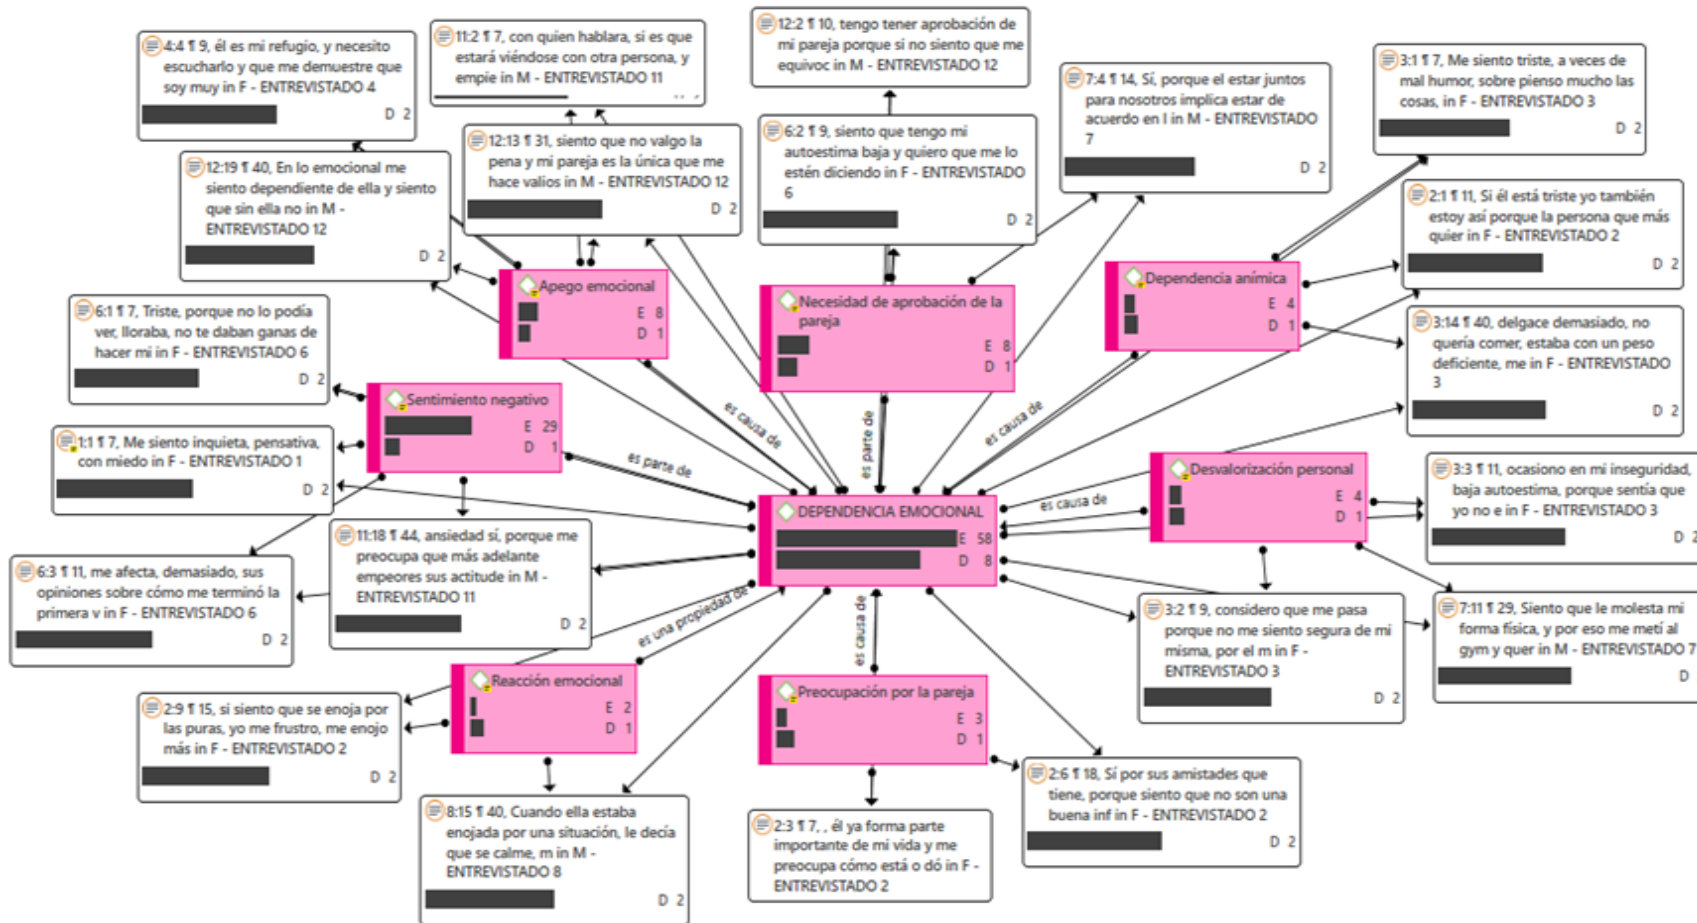 4:4 ¶ 9, él es mi refugio, y necesito
escucharlo y que me demuestre que
soy muy in F - ENTREVISTADO 4
D 2
11:2 ¶ 7, con quien hablara, si es que
estará viéndose con otra persona, y
empie in M - ENTREVISTADO 11
12:2 ¶ 10, tengo tener aprobación de
mi pareja porque si no siento que me
equivoc in M - ENTREVISTADO 12
7:4 ¶ 14, Sí, porque el estar juntos
para nosotros implica estar de
acuerdo en l in M - ENTREVISTADO
7
D 2
3:1 ¶ 7, Me siento triste, a veces de
mal humor, sobre pienso mucho las
cosas, in F - ENTREVISTADO 3
D 2
12:19 ¶ 40, En lo emocional me
siento dependiente de ella y siento
que sin ella no in M -
ENTREVISTADO 12
D 2
12:13 ¶ 31, siento que no valgo la
pena y mi pareja es la única que me
hace valios in M - ENTREVISTADO 12
D 2
6:2 ¶ 9, siento que tengo mi
autoestima baja y quiero que me lo
estén diciendo in F - ENTREVISTADO
6
D 2
2:1 ¶ 11, Si él está triste yo también
estoy así porque la persona que más
quier in F - ENTREVISTADO 2
D 2
Apego emocional
E 8
D 1
Necesidad de aprobación de la
pareja
E 8
D 1
Dependencia anímica
E 4
D 1
6:1 ¶ 7, Triste, porque no lo podía
ver, lloraba, no te daban ganas de
hacer mi in F - ENTREVISTADO 6
D 2
3:14 ¶ 40, delgace demasiado, no
quería comer, estaba con un peso
deficiente, me in F - ENTREVISTADO
3
D 2
Sentimiento negativo
E 29
D 1
es causa de
es parte de
es causa de
es parte de
1:1 ¶ 7, Me siento inquieta, pensativa,
con miedo in F - ENTREVISTADO 1
D 2
Desvalorización personal
E 4
D 1
3:3 ¶ 11, ocasiono en mi inseguridad,
baja autoestima, porque sentía que
yo no e in F - ENTREVISTADO 3
D 2
es causa de
DEPENDENCIA EMOCIONAL
E 58
D 8
11:18 ¶ 44, ansiedad sí, porque me
preocupa que más adelante
empeores sus actitude in M -
ENTREVISTADO 11
D 2
6:3 ¶ 11, me afecta, demasiado, sus
opiniones sobre cómo me terminó la
primera v in F - ENTREVISTADO 6
D 2
3:2 ¶ 9, considero que me pasa
porque no me siento segura de mi
misma, por el m in F -
ENTREVISTADO 3
D 2
7:11 ¶ 29, Siento que le molesta mi
forma física, y por eso me metí al
gym y quer in M - ENTREVISTADO 7
D
es una propiedad de
es causa de
Reacción emocional
E 2
D 1
Preocupación por la pareja
E 3
D 1
2:9 ¶ 15, si siento que se enoja por
las puras, yo me frustro, me enojo
más in F - ENTREVISTADO 2
D 2
2:6 ¶ 18, Sí por sus amistades que
tiene, porque siento que no son una
buena inf in F - ENTREVISTADO 2
D 2
8:15 ¶ 40, Cuando ella estaba
enojada por una situación, le decía
que se calme, m in M -
ENTREVISTADO 8
D 2
2:3 ¶ 7, , él ya forma parte
importante de mi vida y me
preocupa cómo está o dó in F -
ENTREVISTADO 2